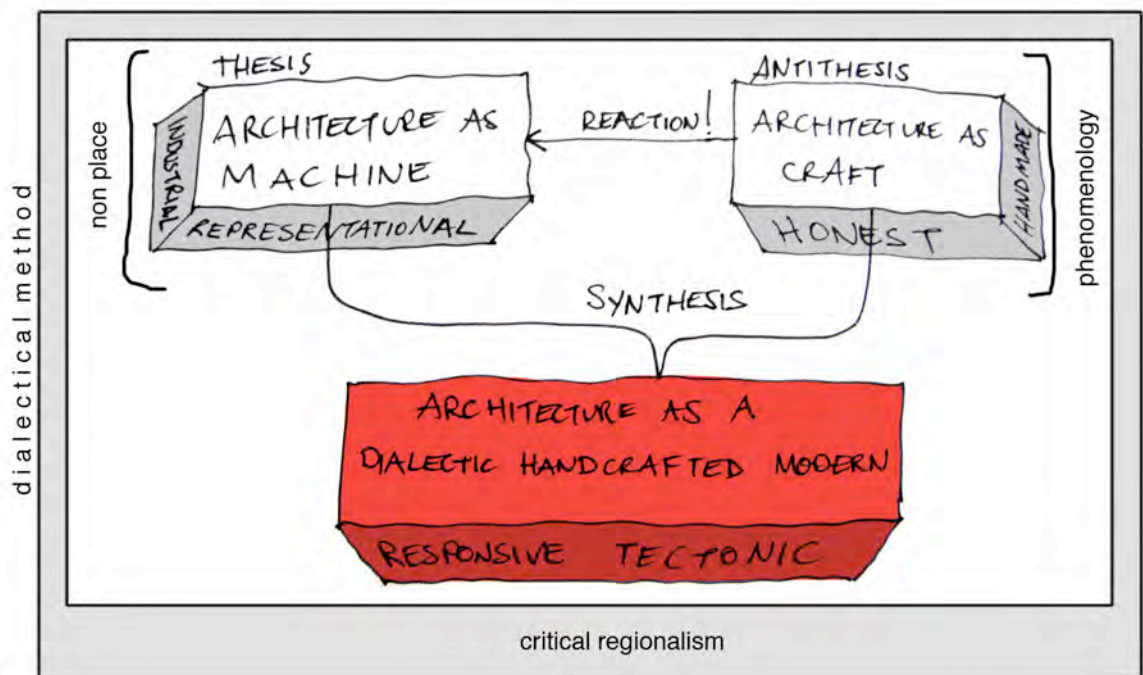 dialectical method
non place
THESIS
INDUSTRIAL
ARCHITECTURE AS
MACHINE
REPRESENTATIONAL
REACTION!
ANTITHESIS
ARCHITECTURE AS
CRAFT
HANDMADE
HONEST
phenomenology
SYNTHESIS
ARCHITECTURE AS A
DIALECTIC HANDCRAFTED MODERN
RESPONSIVE TECTONIC
critical regionalism